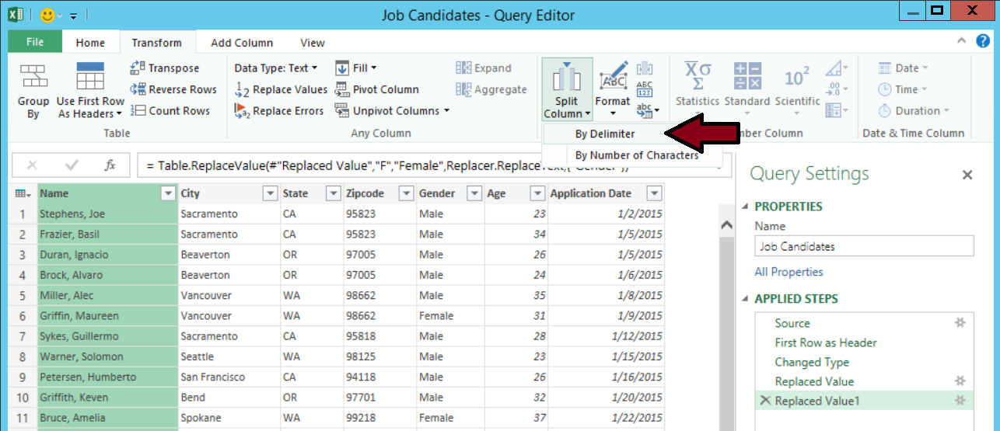 Job Candidates - Query Editor
File Home Transform Add Column View
Group By
Use First Row As Headers
Transpose
Reverse Rows
Count Rows
Table
Data Type: Text
Replace Values
Replace Errors
Fill
Pivot Column
Unpivot Columns
Expand
Aggregate
Any Column
Split Column
Format
ABC
ABC
123
abc
By Delimiter
By Number of Characters
Statistics
Standard
Scientific
Χσ
Σ
10²
.00
→.0
mber Column
Date
Time
Duration
Date & Time Column
fx
= Table.ReplaceValue(#"Replaced Value","F","Female",Replacer.ReplaceText,{"Gender"})
Name City State Zipcode Gender Age Application Date
1 Stephens, Joe Sacramento CA 95823 Male 23 1/2/2015
2 Frazier, Basil Sacramento CA 95823 Male 34 1/5/2015
3 Duran, Ignacio Beaverton OR 97005 Male 26 1/5/2015
4 Brock, Alvaro Beaverton OR 97005 Male 24 1/6/2015
5 Miller, Alec Vancouver WA 98662 Male 35 1/8/2015
6 Griffin, Maureen Vancouver WA 98662 Female 31 1/9/2015
7 Sykes, Guillermo Sacramento CA 95818 Male 28 1/12/2015
8 Warner, Solomon Seattle WA 98125 Male 23 1/15/2015
9 Petersen, Humberto San Francisco CA 94118 Male 26 1/16/2015
10 Griffith, Keven Bend OR 97701 Male 32 1/20/2015
11 Bruce, Amelia Spokane WA 99218 Female 37 1/22/2015
Query Settings
PROPERTIES
Name
Job Candidates
All Properties
APPLIED STEPS
Source
First Row as Header
Changed Type
Replaced Value
Replaced Value1